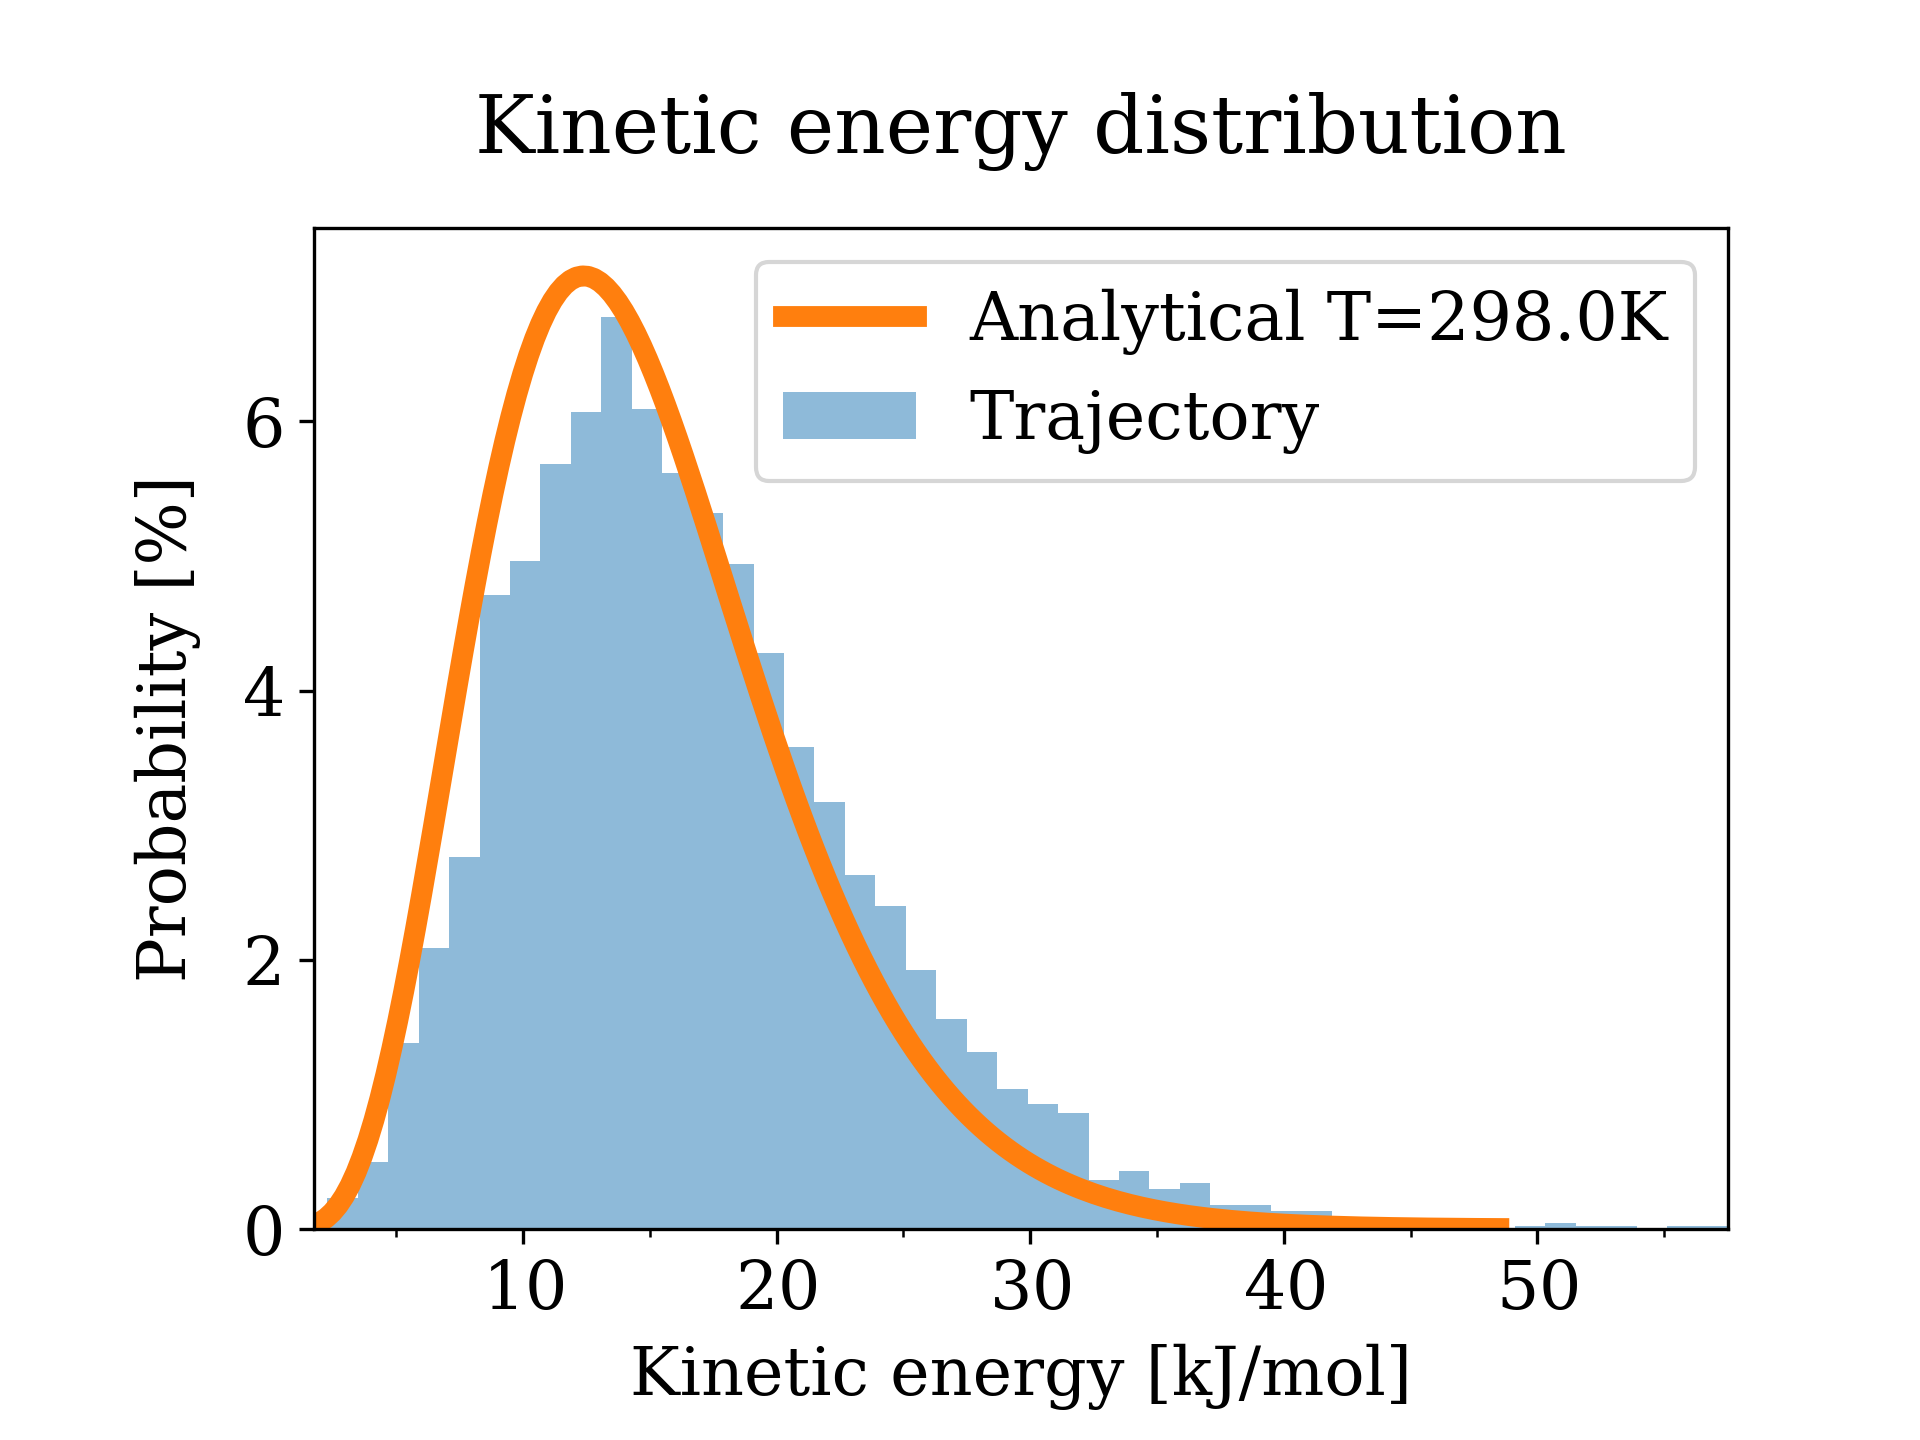 Kinetic energy distribution
Analytical T=298.0K
Trajectory
Probability [%]
6
4
2
0
10 20 30 40 50
Kinetic energy [kJ/mol]